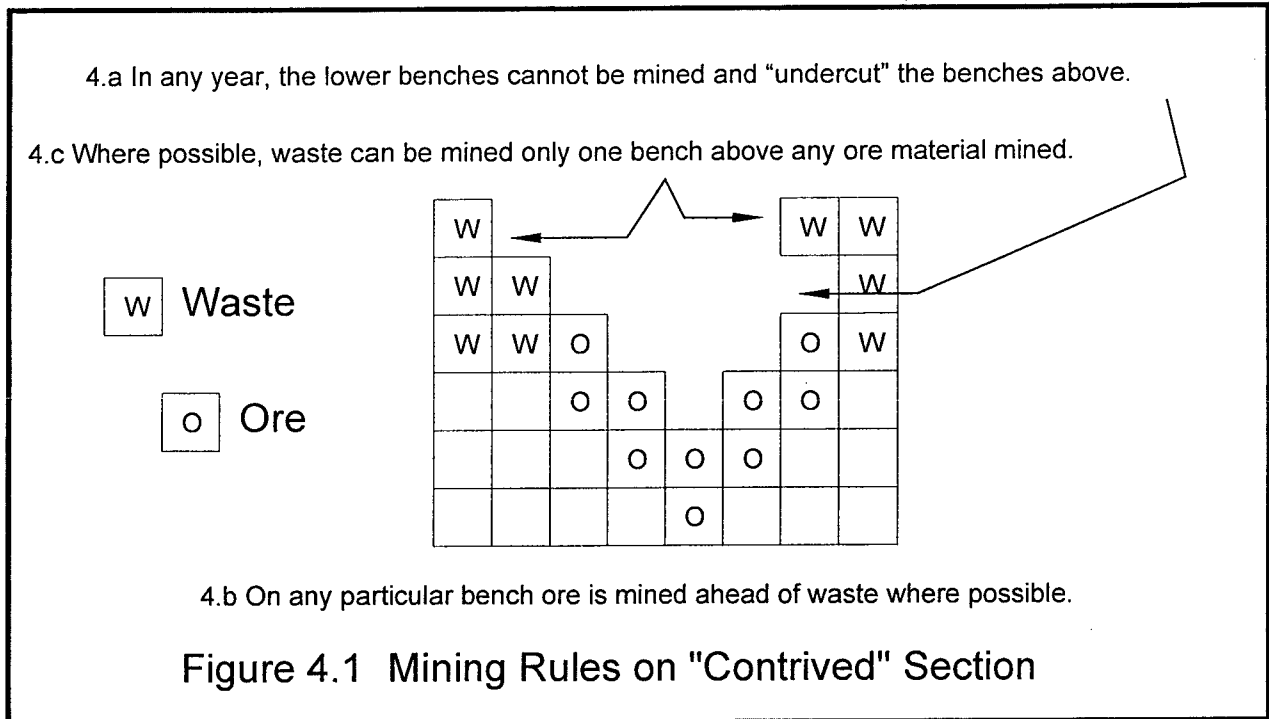 4.a In any year, the lower benches cannot be mined and “undercut” the benches above.
4.c Where possible, waste can be mined only one bench above any ore material mined.
W W W
W Waste W W W
W W O O W
O Ore O O O O
O O O
O
4.b On any particular bench ore is mined ahead of waste where possible.
Figure 4.1 Mining Rules on "Contrived" Section